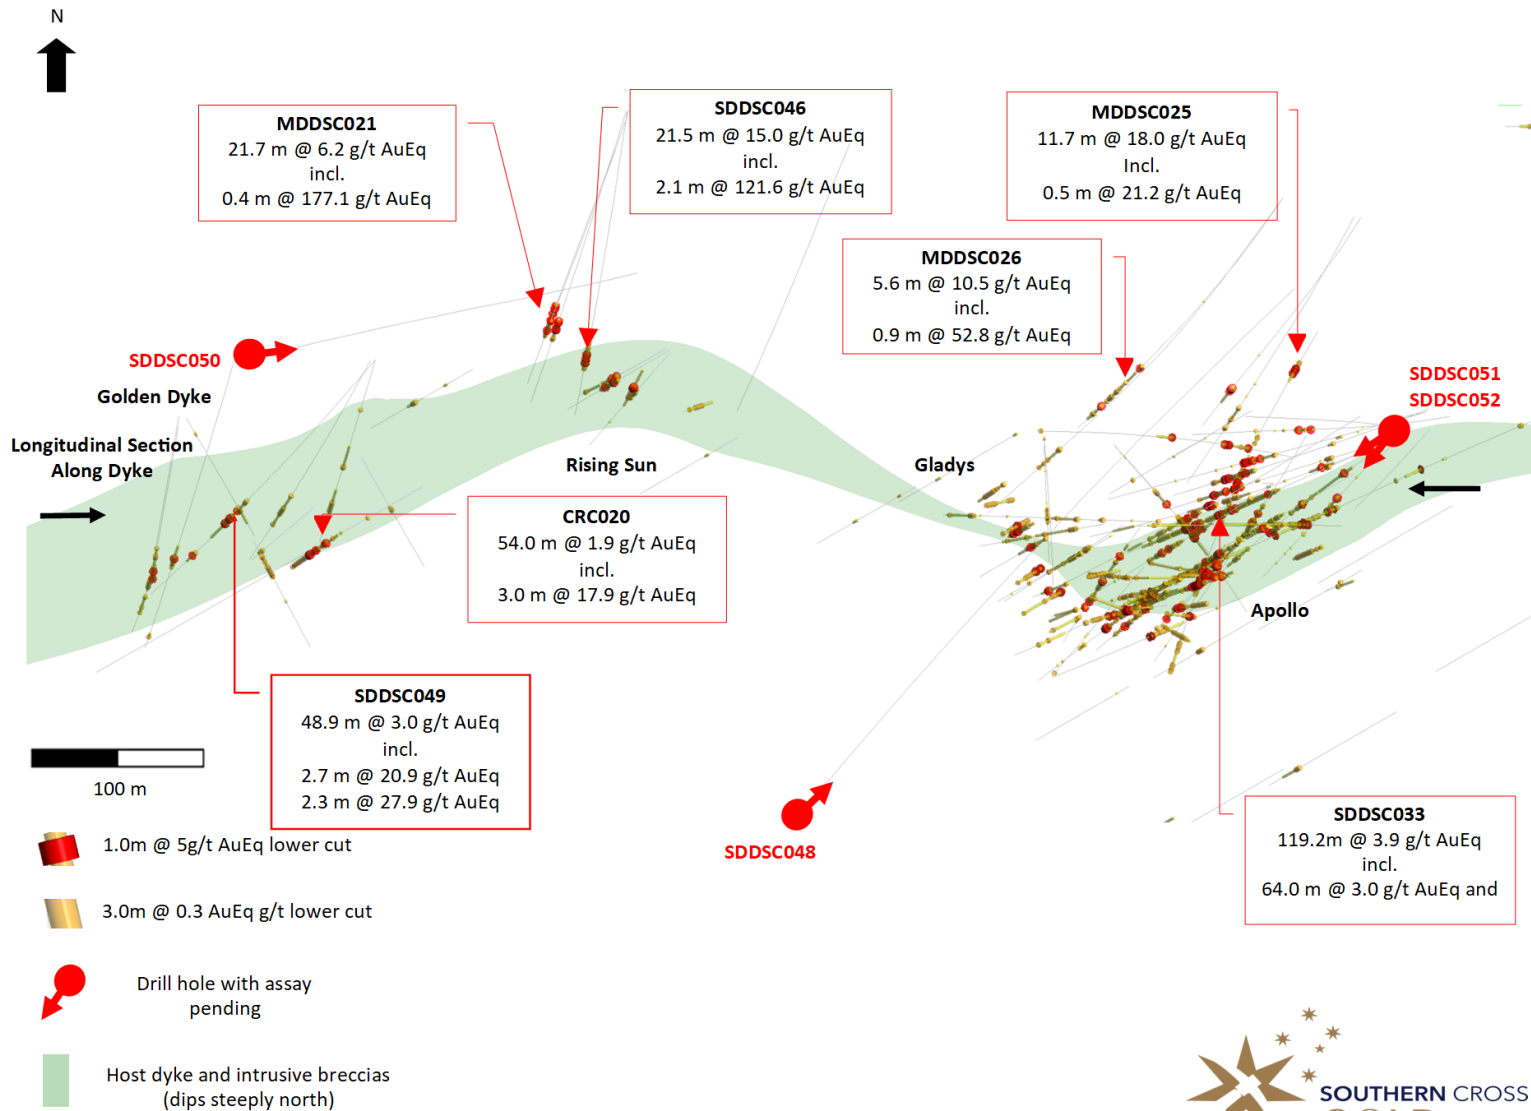 N
MDDSC021
21.7 m @ 6.2 g/t AuEq
incl.
0.4 m @ 177.1 g/t AuEq
SDDSC046
21.5 m @ 15.0 g/t AuEq
incl.
2.1 m @ 121.6 g/t AuEq
MDDSC025
11.7 m @ 18.0 g/t AuEq
Incl.
0.5 m @ 21.2 g/t AuEq
MDDSC026
5.6 m @ 10.5 g/t AuEq
incl.
0.9 m @ 52.8 g/t AuEq
SDDSC050
Golden Dyke
SDDSC051
SDDSC052
Longitudinal Section
Along Dyke
Rising Sun
Gladys
CRC020
54.0 m @ 1.9 g/t AuEq
incl.
3.0 m @ 17.9 g/t AuEq
Apollo
SDDSC049
48.9 m @ 3.0 g/t AuEq
incl.
2.7 m @ 20.9 g/t AuEq
2.3 m @ 27.9 g/t AuEq
100 m
SDDSC048
SDDSC033
119.2m @ 3.9 g/t AuEq
incl.
64.0 m @ 3.0 g/t AuEq and
1.0m @ 5g/t AuEq lower cut
3.0m @ 0.3 AuEq g/t lower cut
Drill hole with assay
pending
Host dyke and intrusive breccias
(dips steeply north)
SOUTHERN CROSS
GOLD